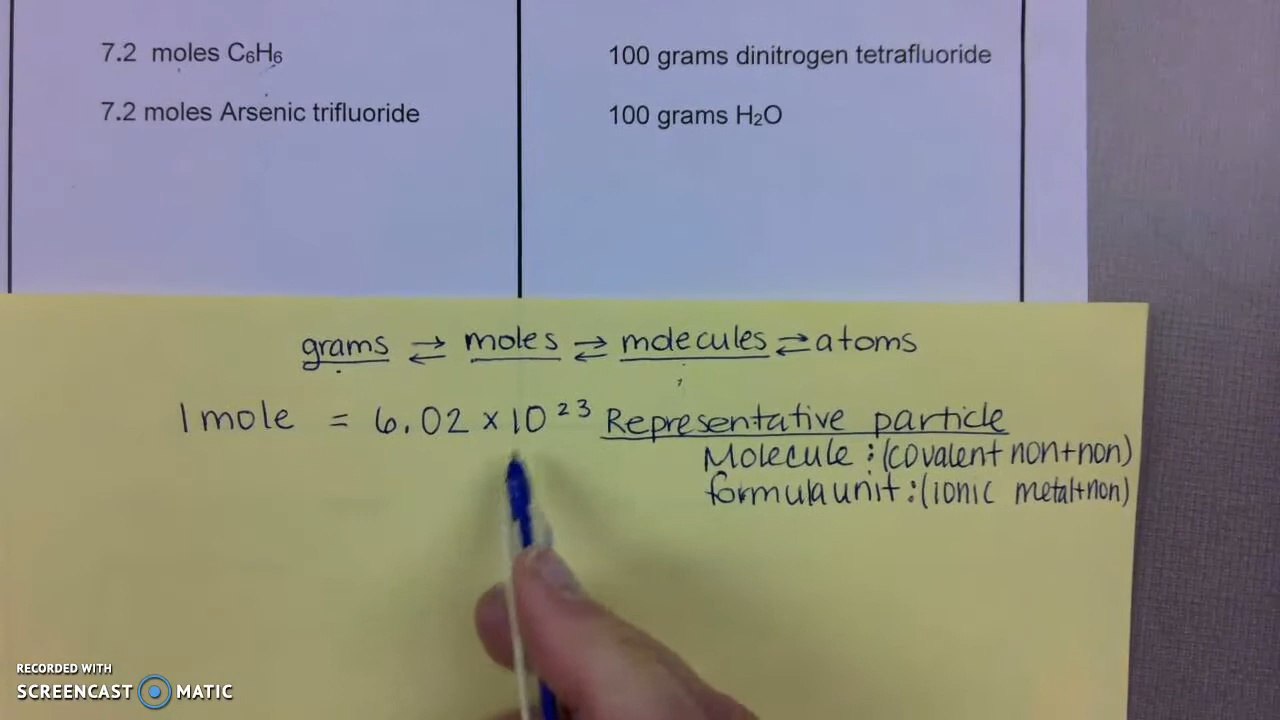 7.2 moles C₆H₆
7.2 moles Arsenic trifluoride
100 grams dinitrogen tetrafluoride
100 grams H₂O
grams ⇌ moles ⇌ molecules ⇌ atoms
1 mole = 6.02 x 10²³ Representative particle
Molecule : (covalent non+non)
formula unit : (ionic metal+non)
RECORDED WITH
SCREENCAST MATIC